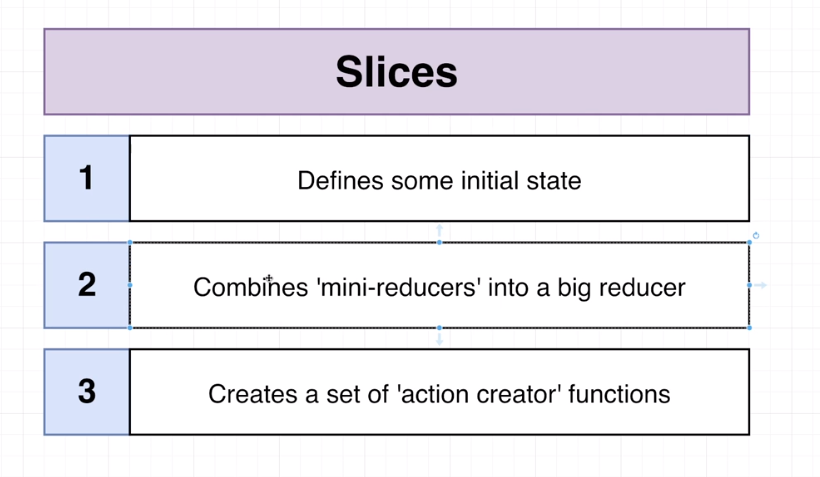 Slices
1
Defines some initial state
2
Combines 'mini-reducers' into a big reducer
3
Creates a set of 'action creator' functions